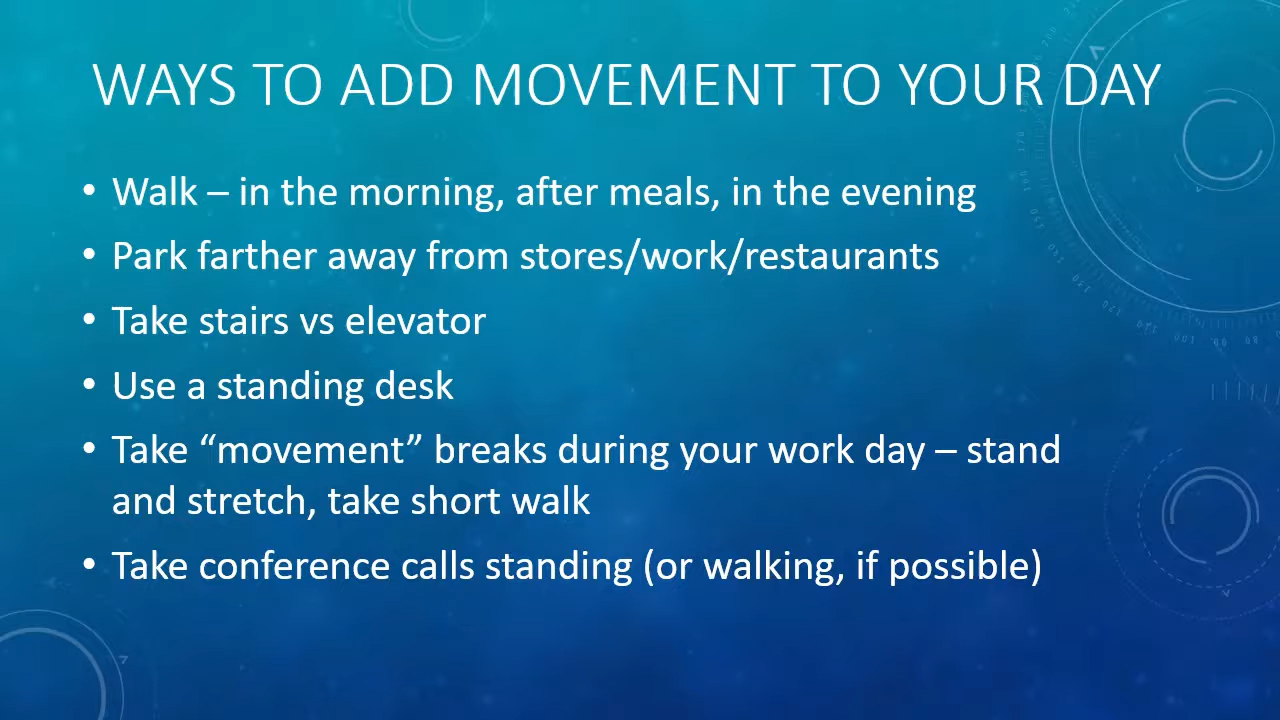 WAYS TO ADD MOVEMENT TO YOUR DAY
• Walk – in the morning, after meals, in the evening
• Park farther away from stores/work/restaurants
• Take stairs vs elevator
• Use a standing desk
• Take “movement” breaks during your work day – stand
and stretch, take short walk
• Take conference calls standing (or walking, if possible)